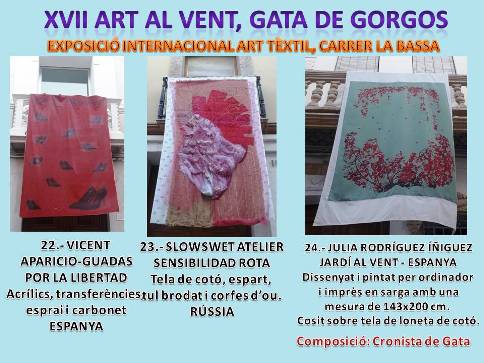 XVII ART AL VENT, GATA DE GORGOS
EXPOSICIÓ INTERNACIONAL ART TÈXTIL, CARRER LA BASSA
22.- VICENT
APARICIO-GUADAS
POR LA LIBERTAD
Acrílics, transferències,
esprai i carbonet
ESPANYA
23.- SLOWSWET ATELIER
SENSIBILIDAD ROTA
Tela de cotó, espart,
tul brodat i corfes d'ou.
RÚSSIA
24.- JULIA RODRÍGUEZ ÍÑIGUEZ
JARDÍ AL VENT - ESPANYA
Dissenyat i pintat per ordinador
i imprès en sarga amb una
mesura de 143x200 cm.
Cosit sobre tela de loneta de cotó.
Composició: Cronista de Gata